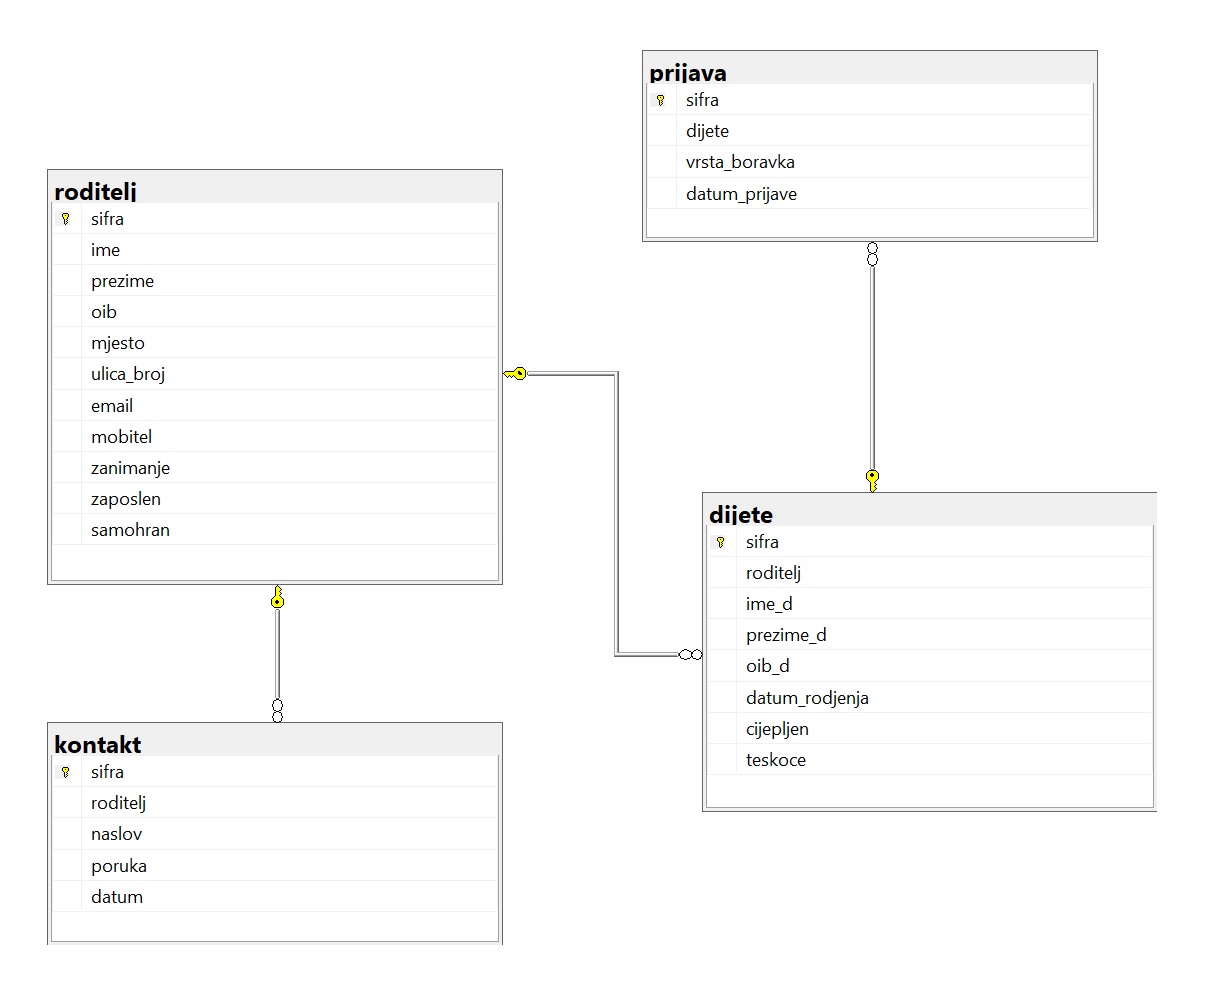 prijava
sifra
dijete
vrsta_boravka
datum_prijave
roditelj
sifra
ime
prezime
oib
mjesto
ulica_broj
email
mobitel
zanimanje
zaposlen
samohran
dijete
sifra
roditelj
ime_d
prezime_d
oib_d
datum_rodjenja
cijepljen
teskoce
kontakt
sifra
roditelj
naslov
poruka
datum